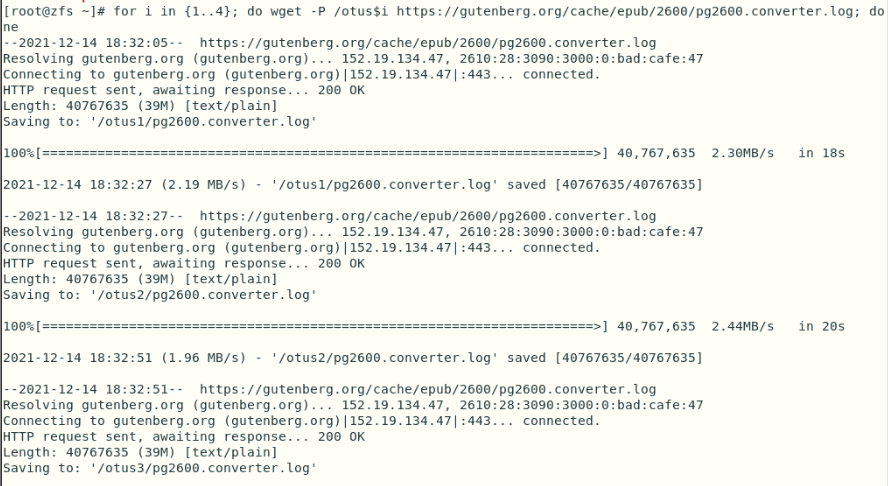 [root@zfs ~]# for i in {1..4}; do wget -P /otus$i https://gutenberg.org/cache/epub/2600/pg2600.converter.log; do
ne
--2021-12-14 18:32:05--  https://gutenberg.org/cache/epub/2600/pg2600.converter.log
Resolving gutenberg.org (gutenberg.org)... 152.19.134.47, 2610:28:3090:3000:0:bad:cafe:47
Connecting to gutenberg.org (gutenberg.org)|152.19.134.47|:443... connected.
HTTP request sent, awaiting response... 200 OK
Length: 40767635 (39M) [text/plain]
Saving to: '/otus1/pg2600.converter.log'

100%[======================================================================>] 40,767,635  2.30MB/s   in 18s

2021-12-14 18:32:27 (2.19 MB/s) - '/otus1/pg2600.converter.log' saved [40767635/40767635]

--2021-12-14 18:32:27--  https://gutenberg.org/cache/epub/2600/pg2600.converter.log
Resolving gutenberg.org (gutenberg.org)... 152.19.134.47, 2610:28:3090:3000:0:bad:cafe:47
Connecting to gutenberg.org (gutenberg.org)|152.19.134.47|:443... connected.
HTTP request sent, awaiting response... 200 OK
Length: 40767635 (39M) [text/plain]
Saving to: '/otus2/pg2600.converter.log'

100%[======================================================================>] 40,767,635  2.44MB/s   in 20s

2021-12-14 18:32:51 (1.96 MB/s) - '/otus2/pg2600.converter.log' saved [40767635/40767635]

--2021-12-14 18:32:51--  https://gutenberg.org/cache/epub/2600/pg2600.converter.log
Resolving gutenberg.org (gutenberg.org)... 152.19.134.47, 2610:28:3090:3000:0:bad:cafe:47
Connecting to gutenberg.org (gutenberg.org)|152.19.134.47|:443... connected.
HTTP request sent, awaiting response... 200 OK
Length: 40767635 (39M) [text/plain]
Saving to: '/otus3/pg2600.converter.log'